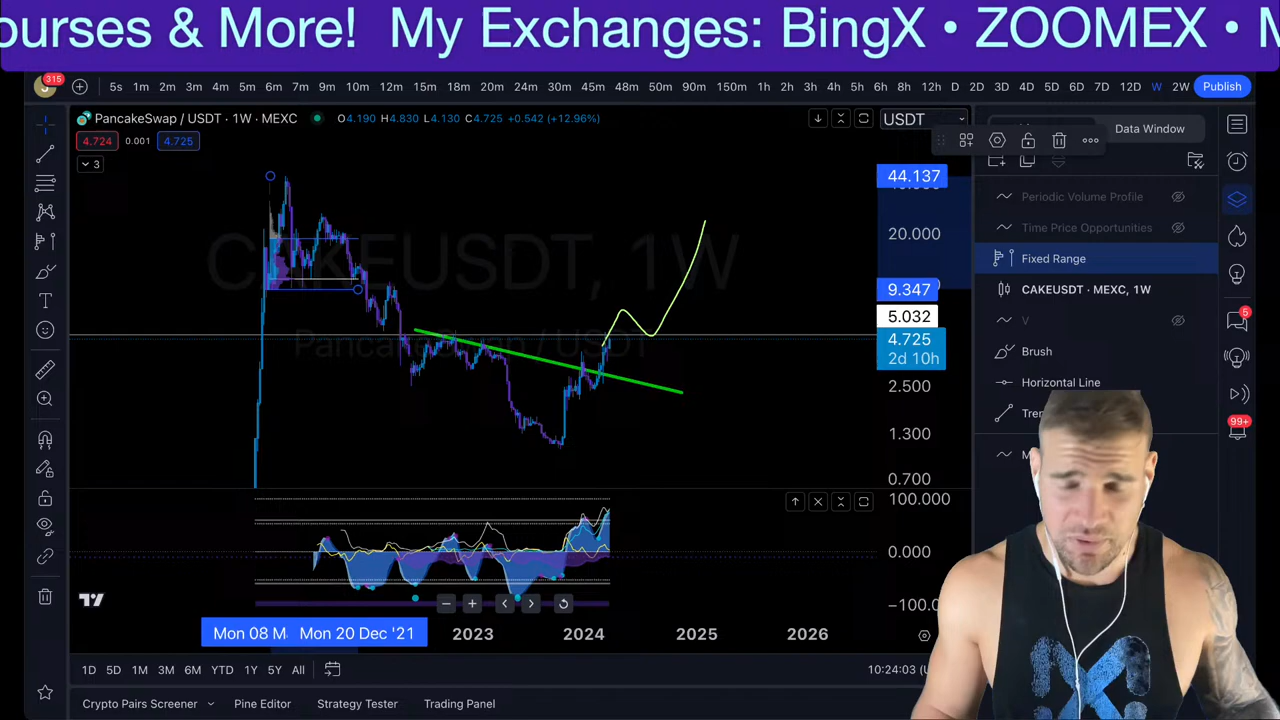 ourses & More!  My Exchanges: BingX • ZOOMEX •
315
5s 1m 2m 3m 4m 5m 6m 7m 9m 10m 12m 15m 18m 20m 24m 30m 45m 48m 50m 90m 1h 2h 3h 4h 5h 6h 8h 12h D 2D 3D 4D 5D 6D 7D 12D W 2W Publish
PancakeSwap / USDT · 1W · MEXC O4.190 H4.830 L4.130 C4.725 +0.542 (+12.96%)
USDT
Data Window
4.724 0.001 4.725
3
44.137
Periodic Volume Profile
Time Price Opportunities
20.000
CAKEUSDT, 1W
Fixed Range
9.347
CAKEUSDT · MEXC, 1W
5.032
V
5
PancakeSwap / USDT
4.725
2d 10h
Brush
2.500
Horizontal Line
Tre
99+
1.300
0.700
100.000
0.000
-100.0
Mon 08 M
Mon 20 Dec '21
2023 2024 2025 2026
1D 5D 1M 3M 6M YTD 1Y 5Y All
10:24:03 (U
Crypto Pairs Screener Pine Editor Strategy Tester Trading Panel